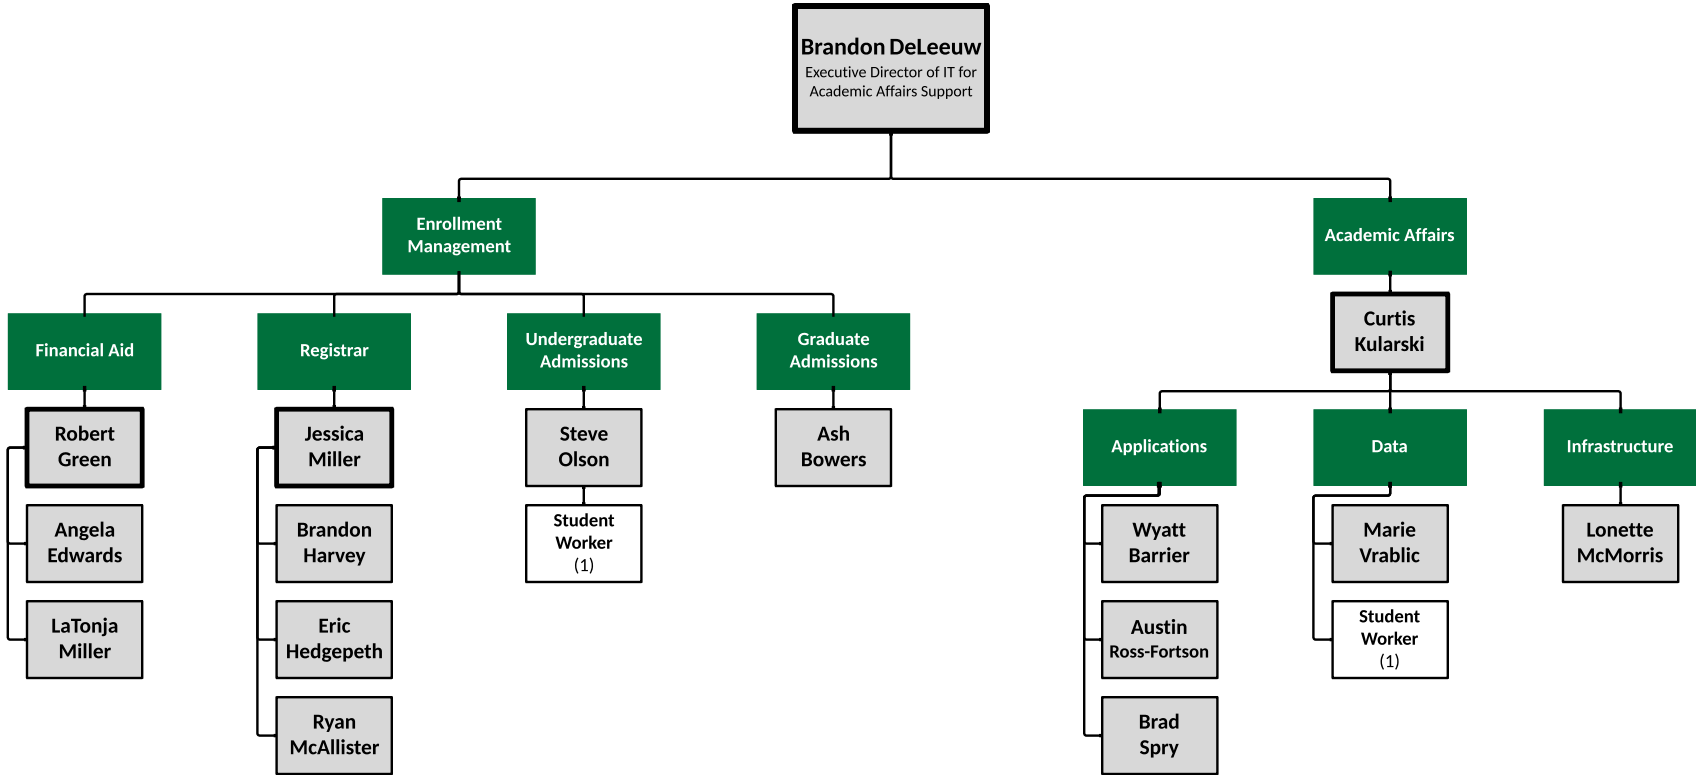 Brandon DeLeeuw
Executive Director of IT for
Academic Affairs Support
Enrollment
Management
Academic Affairs
Financial Aid
Registrar
Undergraduate
Admissions
Graduate
Admissions
Curtis
Kularski
Robert
Green
Jessica
Miller
Steve
Olson
Ash
Bowers
Applications
Data
Infrastructure
Angela
Edwards
Brandon
Harvey
Student
Worker
(1)
Wyatt
Barrier
Marie
Vrablic
Lonette
McMorris
LaTonja
Miller
Eric
Hedgepeth
Austin
Ross-Fortson
Student
Worker
(1)
Ryan
McAllister
Brad
Spry